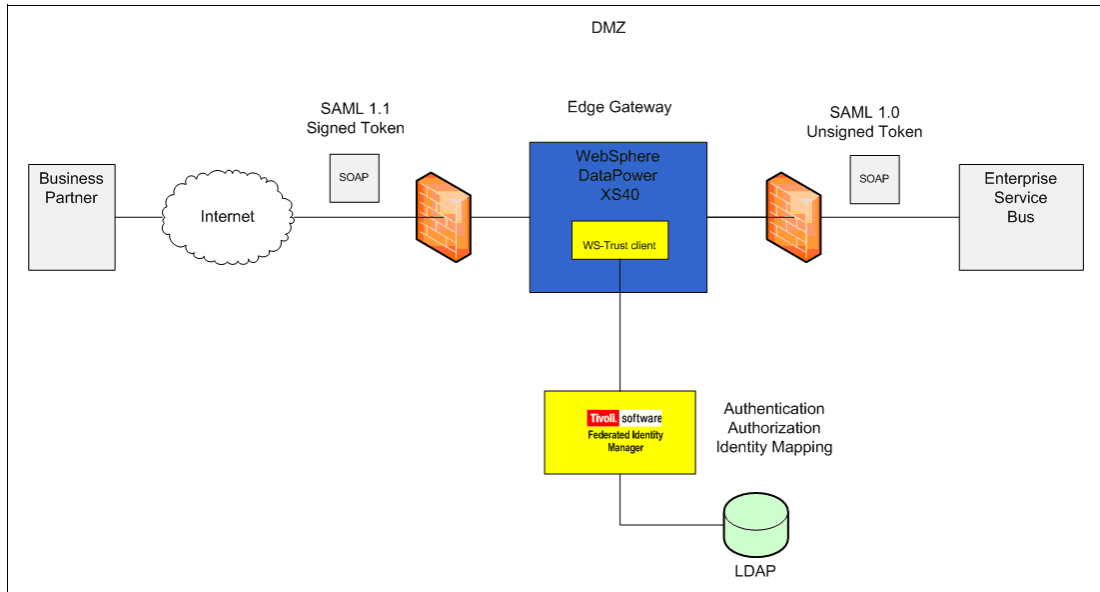 DMZ
SAML 1.1
Signed Token
SOAP
Edge Gateway
SAML 1.0
Unsigned Token
SOAP
Business
Partner
Internet
WebSphere
DataPower
XS40
WS-Trust client
Enterprise
Service
Bus
Tivoli. software
Federated Identity
Manager
Authentication
Authorization
Identity Mapping
LDAP